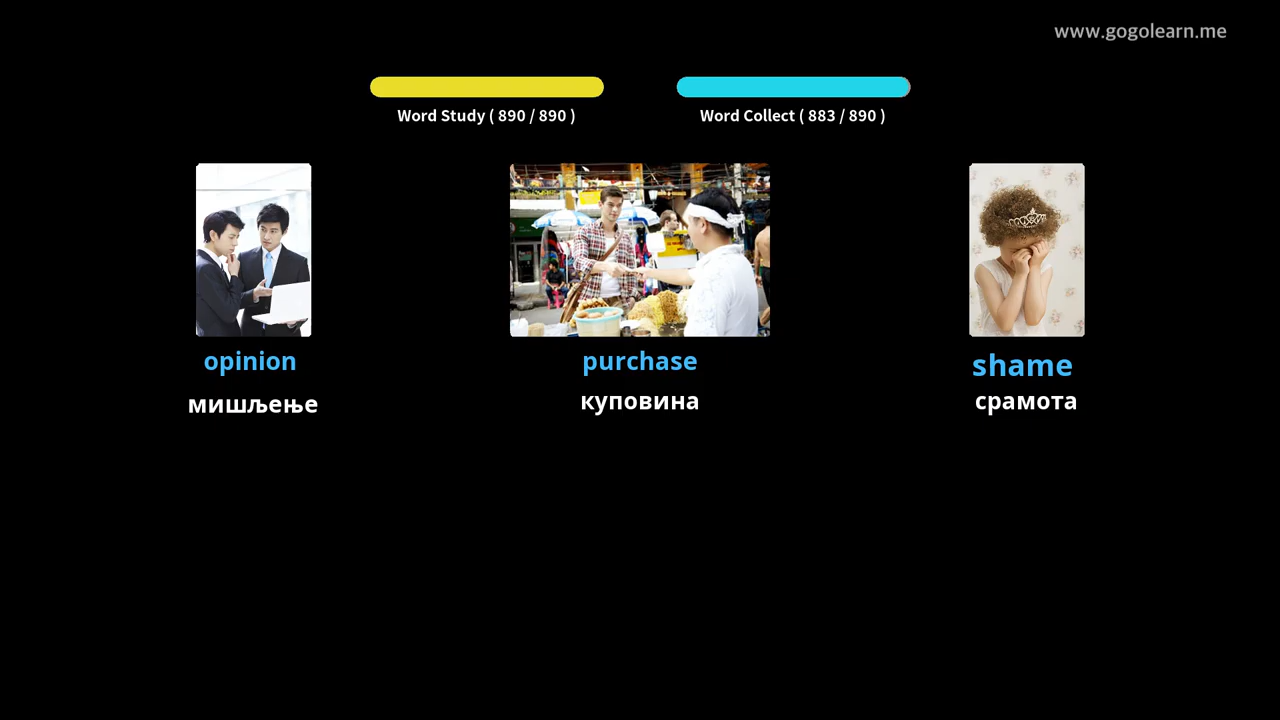 www.gogolearn.me
Word Study ( 890 / 890 )
Word Collect ( 883 / 890 )
opinion
purchase
shame
мишљење
куповина
срамота